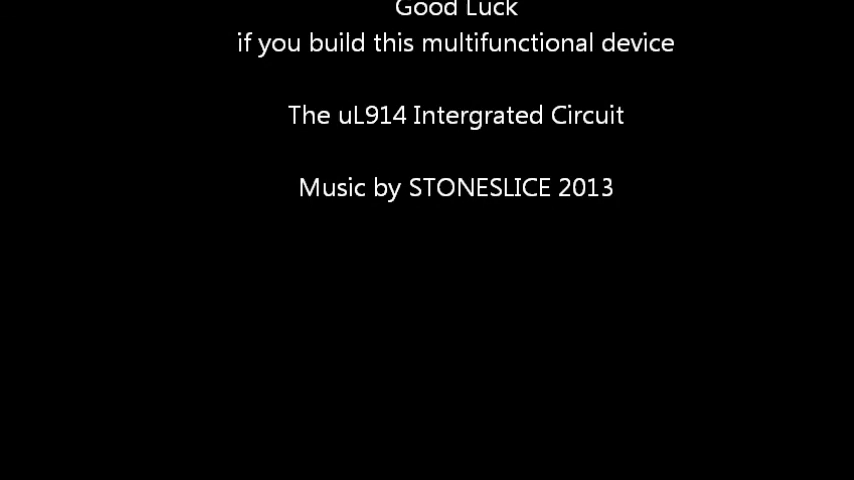 Good Luck
if you build this multifunctional device
The uL914 Intergrated Circuit
Music by STONESLICE 2013